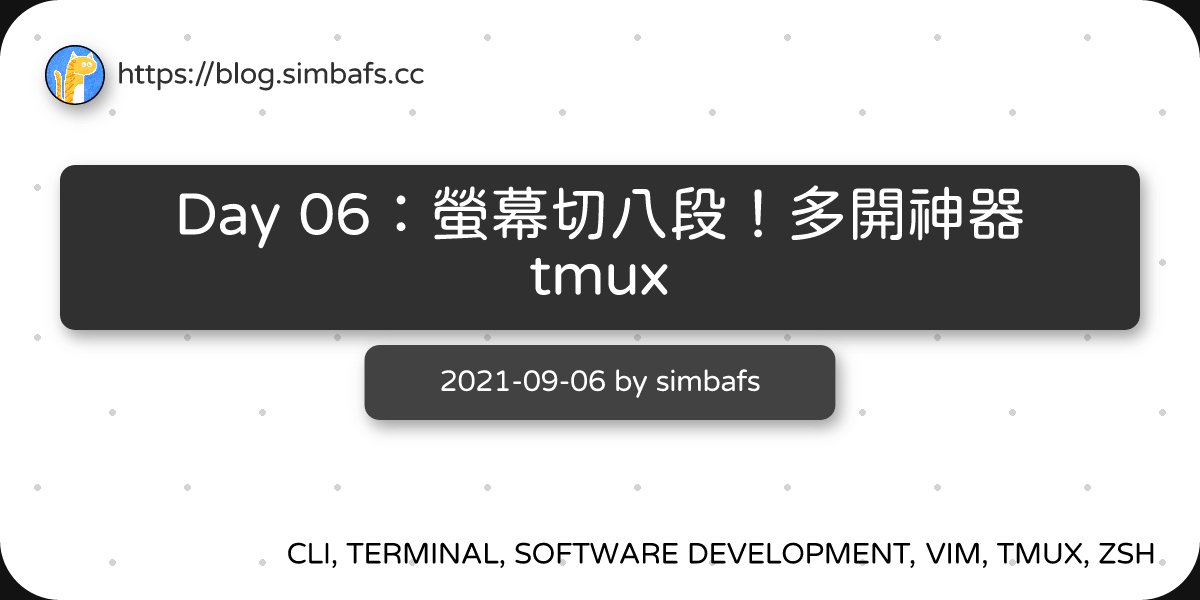 https://blog.simbafs.cc
Day 06：螢幕切八段！多開神器
tmux
2021-09-06 by simbafs
CLI, TERMINAL, SOFTWARE DEVELOPMENT, VIM, TMUX, ZSH